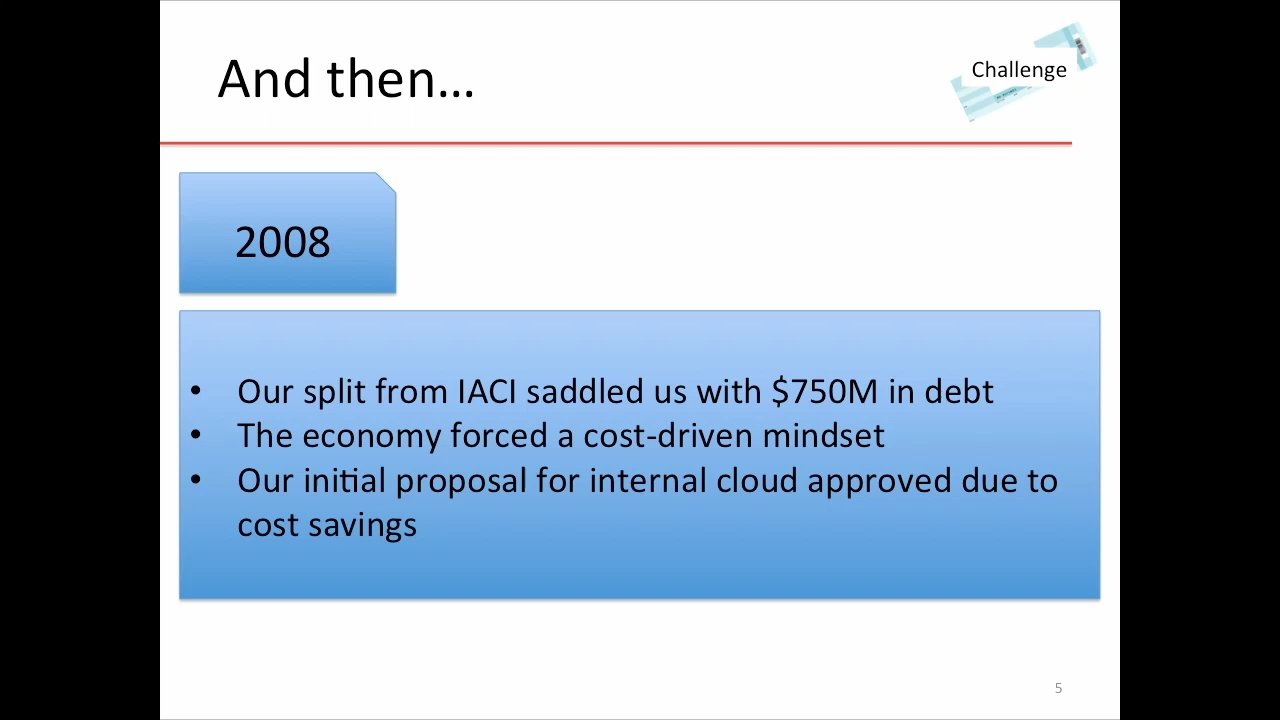 And then...
Challenge
2008
• Our split from IACI saddled us with $750M in debt
• The economy forced a cost-driven mindset
• Our initial proposal for internal cloud approved due to
cost savings
5